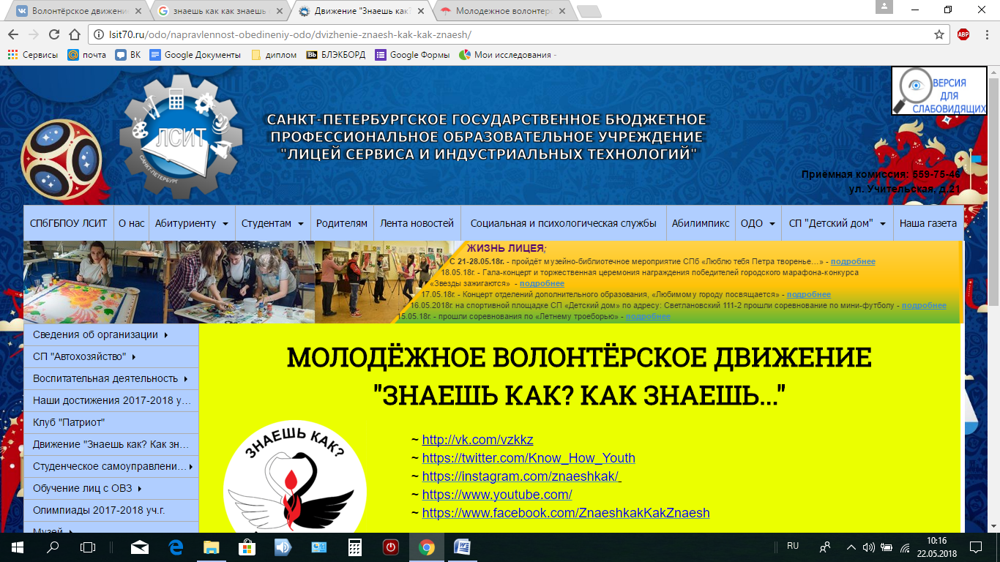 Волонтёрское движение
знаешь как как знаешь
Движение "Знаешь как?
Молодежное волонтер
lsit70.ru/odo/napravlennost-obedineniy-odo/dvizhenie-znaesh-kak-kak-znaesh/
ABP
Сервисы почта ВК Google Документы диплом Bb БЛЭКБОРД Google Формы Мои исследования -
ВЕРСИЯ
ДЛЯ
СЛАБОВИДЯЩИХ
ЛСИТ
САНКТ-ПЕТЕРБУРГ
САНКТ-ПЕТЕРБУРГСКОЕ ГОСУДАРСТВЕННОЕ БЮДЖЕТНОЕ
ПРОФЕССИОНАЛЬНОЕ ОБРАЗОВАТЕЛЬНОЕ УЧРЕЖДЕНИЕ
"ЛИЦЕЙ СЕРВИСА И ИНДУСТРИАЛЬНЫХ ТЕХНОЛОГИЙ"
Приёмная комиссия: 559-75-46
ул. Учительская, д.21
СПбГБПОУ ЛСИТ О нас Абитуриенту Студентам Родителям Лента новостей Социальная и психологическая службы Абилимпикс ОДО СП "Детский дом" Наша газета
ЖИЗНЬ ЛИЦЕЯ:
С 21-28.05.18г. - пройдёт музейно-библиотечное мероприятие СПб «Люблю тебя Петра творенье...» - подробнее
18.05.18г. - Гала-концерт и торжественная церемония награждения победителей городского марафона-конкурса
«Звезды зажигаются» - подробнее
17.05.18г. - Концерт отделений дополнительного образования, «Любимому городу посвящается» - подробнее
16.05.2018г. на спортивной площадке СП «Детский дом» по адресу: Светлановский 111-2 прошли соревнование по мини-футболу - подробнее
15.05.18г. - прошли соревнования по «Летнему троеборью» - подробнее
Сведения об организации
СП "Автохозяйство"
Воспитательная деятельность
Наши достижения 2017-2018 у...
Клуб "Патриот"
Движение "Знаешь как? Как зн...
Студенческое самоуправлени...
Обучение лиц с ОВЗ
Олимпиады 2017-2018 уч.г.
Музей
МОЛОДЁЖНОЕ ВОЛОНТЁРСКОЕ ДВИЖЕНИЕ
"ЗНАЕШЬ КАК? КАК ЗНАЕШЬ..."
ЗНАЕШЬ КАК?
~ http://vk.com/vzkkz
~ https://twitter.com/Know_How_Youth
~ https://instagram.com/znaeshkak/
~ https://www.youtube.com/
~ https://www.facebook.com/ZnaeshkakKakZnaesh
RU
10:16
22.05.2018